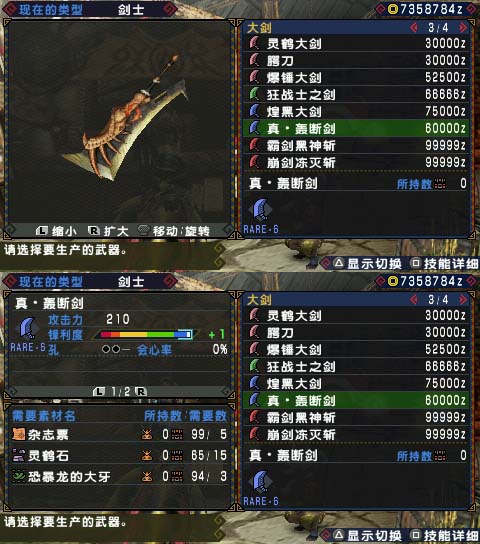 现在的类型 剑士
7358784z
大剑 3/4
灵鹤大剑 30000z
腭刀 30000z
爆锤大剑 52500z
狂战士之剑 66666z
煌黑大剑 75000z
真·轰断剑 60000z
霸剑黑神斩 99999z
崩剑冻灭斩 99999z
真·轰断剑 所持数 0
RARE-6
L缩小 R扩大 移动/旋转
请选择要生产的武器。
显示切换 技能详细
现在的类型 剑士
7358784z
真·轰断剑
RARE-6
攻击力 210
锋利度 +1
孔 会心率 0%
L 1/2 R
需要素材名 所持数/需要数
杂志票 0 99/ 5
灵鹤石 0 65/15
恐暴龙的大牙 0 94/ 3
大剑 3/4
灵鹤大剑 30000z
腭刀 30000z
爆锤大剑 52500z
狂战士之剑 66666z
煌黑大剑 75000z
真·轰断剑 60000z
霸剑黑神斩 99999z
崩剑冻灭斩 99999z
真·轰断剑 所持数 0
RARE-6
请选择要生产的武器。
显示切换 技能详细